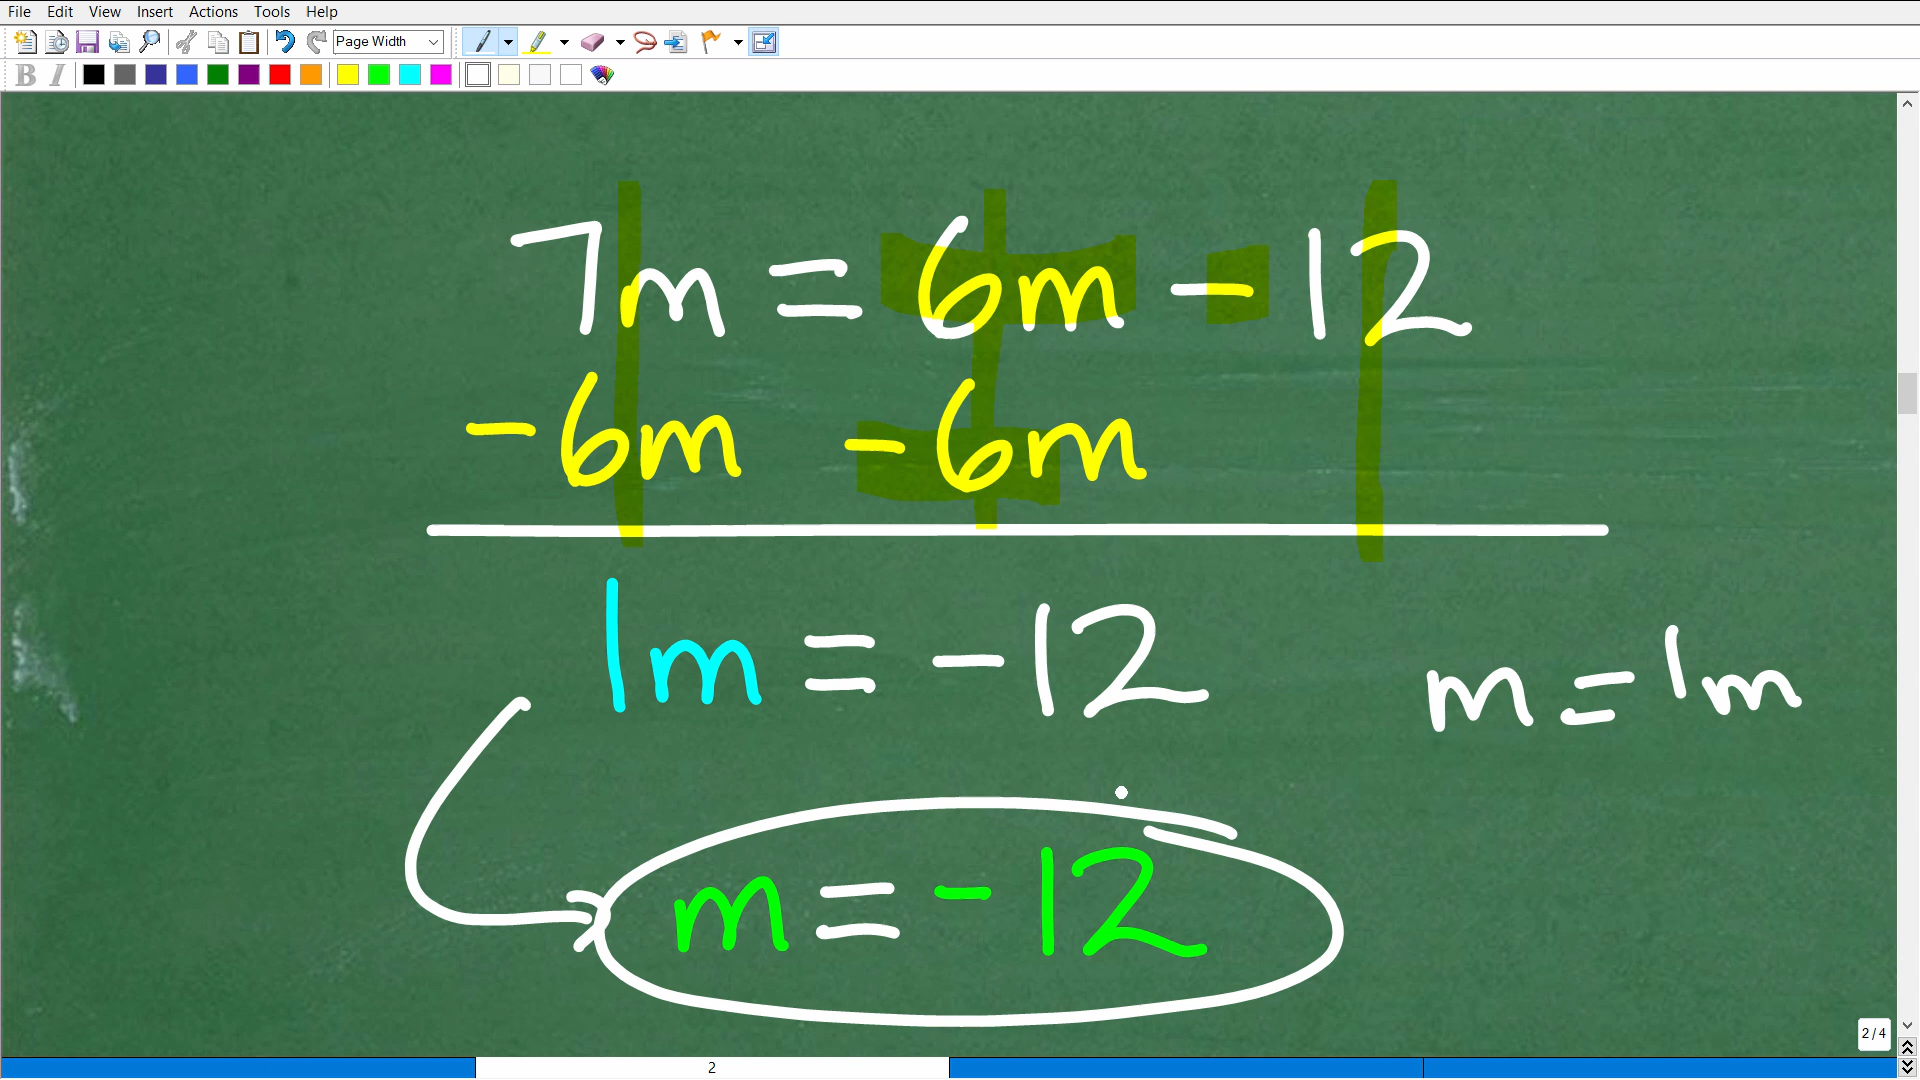 File Edit View Insert Actions Tools Help
Page Width
B I
7m = 6m - 12
-6m -6m
1m = -12
m = 1m
m = -12
2 / 4
2